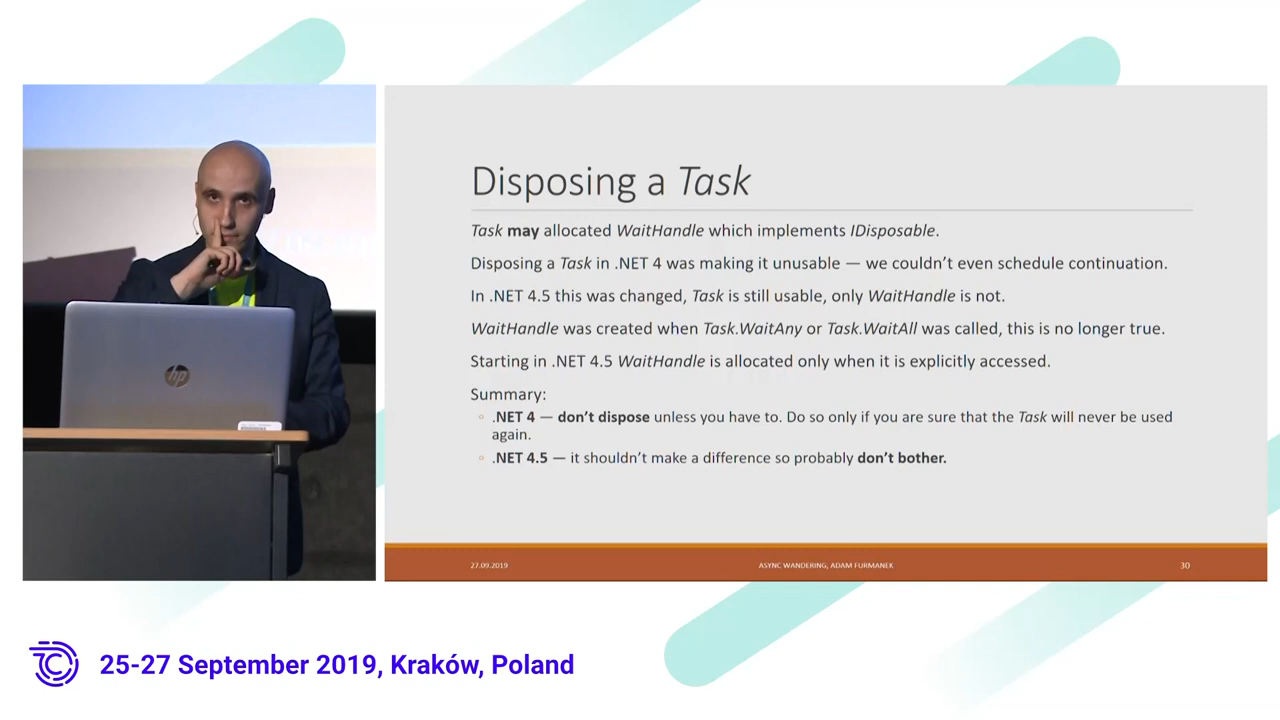 Disposing a Task
Task may allocated WaitHandle which implements IDisposable.
Disposing a Task in .NET 4 was making it unusable — we couldn't even schedule continuation.
In .NET 4.5 this was changed, Task is still usable, only WaitHandle is not.
WaitHandle was created when Task.WaitAny or Task.WaitAll was called, this is no longer true.
Starting in .NET 4.5 WaitHandle is allocated only when it is explicitly accessed.
Summary:
.NET 4 — don't dispose unless you have to. Do so only if you are sure that the Task will never be used
again.
.NET 4.5 — it shouldn't make a difference so probably don't bother.
27.09.2019
ASYNC WANDERING, ADAM FURMANEK
30
hp
25-27 September 2019, Kraków, Poland